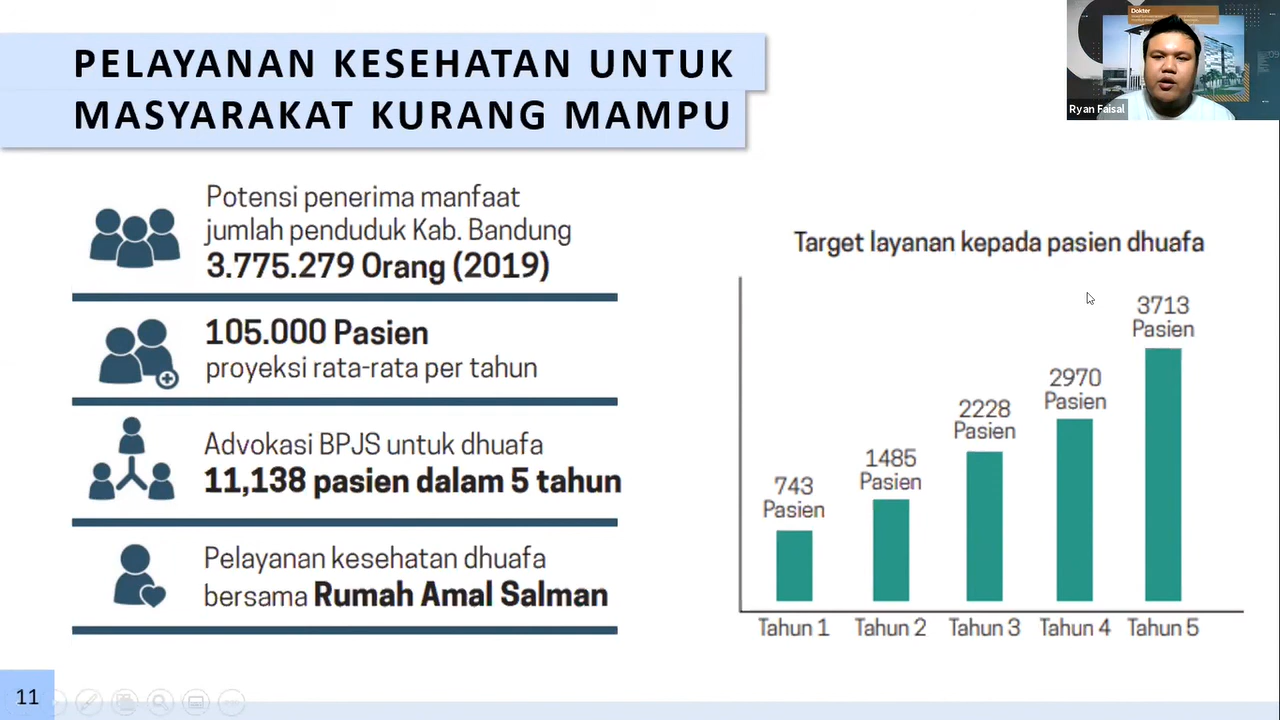 PELAYANAN KESEHATAN UNTUK
MASYARAKAT KURANG MAMPU
Dokter
Ryan Faisal
Potensi penerima manfaat
jumlah penduduk Kab. Bandung
3.775.279 Orang (2019)
105.000 Pasien
proyeksi rata-rata per tahun
Advokasi BPJS untuk dhuafa
11,138 pasien dalam 5 tahun
Pelayanan kesehatan dhuafa
bersama Rumah Amal Salman
Target layanan kepada pasien dhuafa
743
Pasien
1485
Pasien
2228
Pasien
2970
Pasien
3713
Pasien
Tahun 1
Tahun 2
Tahun 3
Tahun 4
Tahun 5
11